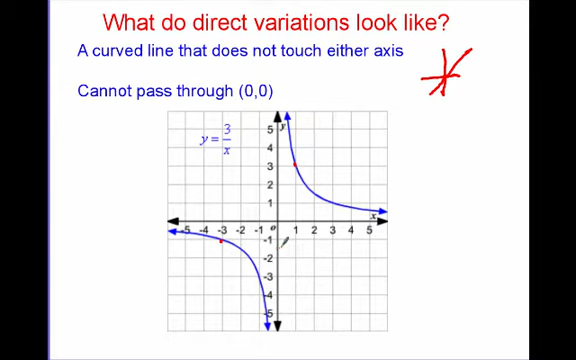 What do direct variations look like?
A curved line that does not touch either axis
Cannot pass through (0,0)
y = 3/x
5 y
4
3
2
1
x
-5 -4 -3 -2 -1 o 1 2 3 4 5
-1
-2
-3
-4
-5